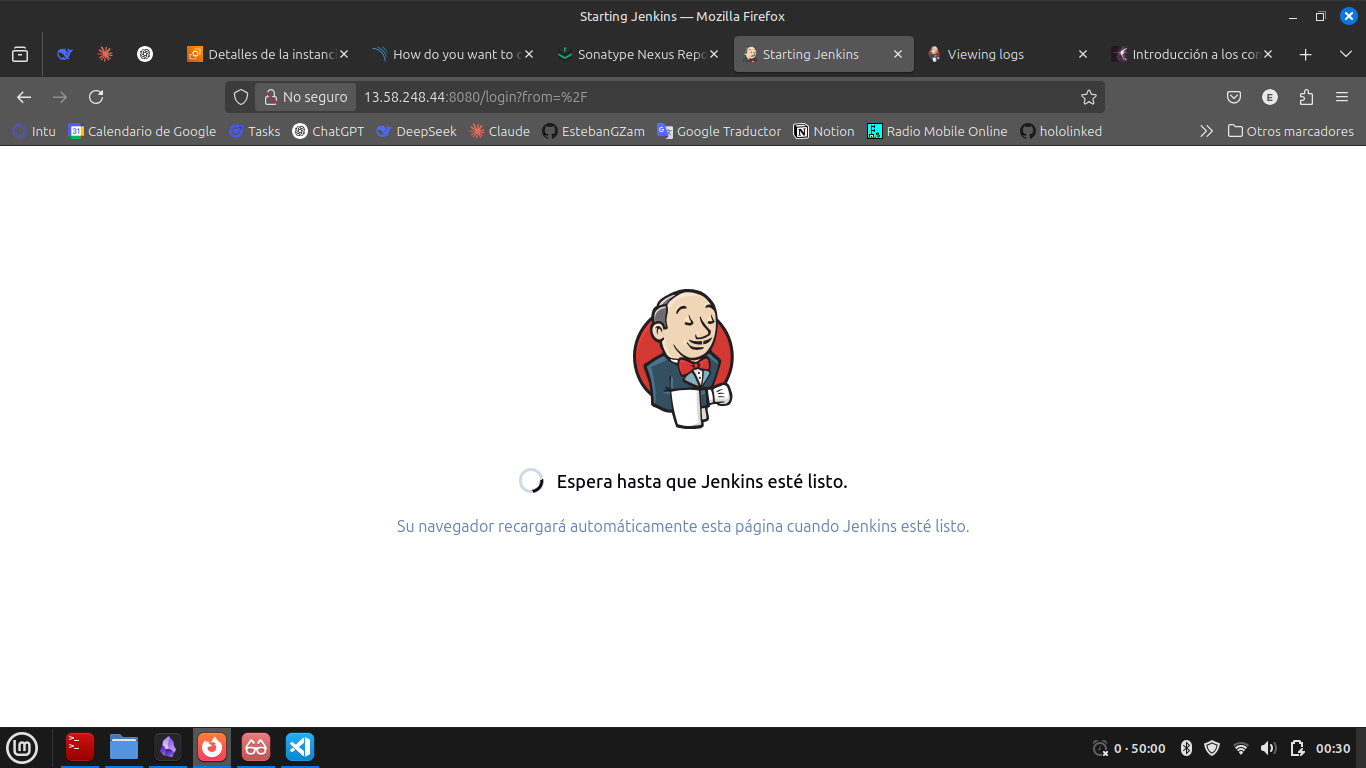 Starting Jenkins — Mozilla Firefox
Detalles de la instanci
How do you want to c
Sonatype Nexus Repo
Starting Jenkins
Viewing logs
Introducción a los con
No seguro
13.58.248.44:8080/login?from=%2F
E
Intu
31
Calendario de Google
Tasks
ChatGPT
DeepSeek
Claude
EstebanGZam
Google Traductor
Notion
Radio Mobile Online
hololinked
Otros marcadores
Espera hasta que Jenkins esté listo.
Su navegador recargará automáticamente esta página cuando Jenkins esté listo.
0 · 50:00
00:30